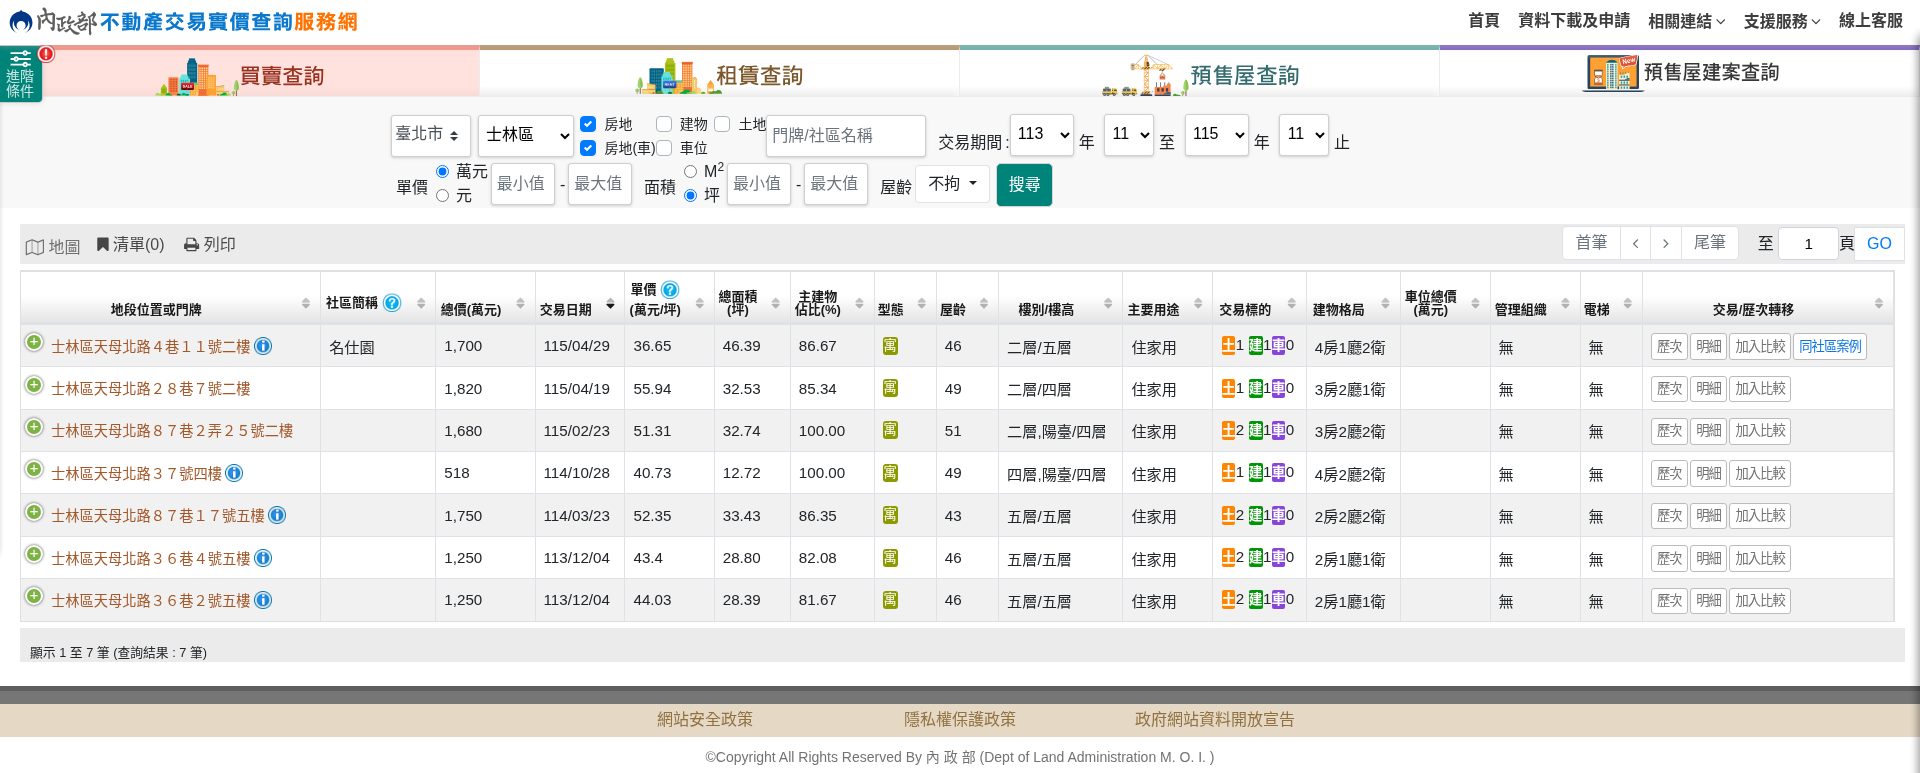 內政部不動產交易實價查詢服務網
首頁 資料下載及申請 相關連結 支援服務 線上客服
進階
條件
買賣查詢 租賃查詢 預售屋查詢 預售屋建案查詢
臺北市 士林區 房地 建物 土地 門牌/社區名稱 交易期間 : 113 年 11 至 115 年 11 止
房地(車) 車位
單價 萬元 最小值 - 最大值 面積 M2 最小值 - 最大值 屋齡 不拘 搜尋
元 坪
地圖 清單(0) 列印 首筆 < > 尾筆 至 1 頁 GO
地段位置或門牌 社區簡稱 總價(萬元) 交易日期 單價(萬元/坪) 總面積(坪) 主建物佔比(%) 型態 屋齡 樓別/樓高 主要用途 交易標的 建物格局 車位總價(萬元) 管理組織 電梯 交易/歷次轉移
士林區天母北路４巷１１號二樓 名仕園 1,700 115/04/29 36.65 46.39 86.67 寓 46 二層/五層 住家用 土1 建1車0 4房1廳2衛 無 無 歷次 明細 加入比較 同社區案例
士林區天母北路２８巷７號二樓 1,820 115/04/19 55.94 32.53 85.34 寓 49 二層/四層 住家用 土1 建1車0 3房2廳1衛 無 無 歷次 明細 加入比較
士林區天母北路８７巷２弄２５號二樓 1,680 115/02/23 51.31 32.74 100.00 寓 51 二層,陽臺/四層 住家用 土2 建1車0 3房2廳2衛 無 無 歷次 明細 加入比較
士林區天母北路３７號四樓 518 114/10/28 40.73 12.72 100.00 寓 49 四層,陽臺/四層 住家用 土1 建1車0 4房2廳2衛 無 無 歷次 明細 加入比較
士林區天母北路８７巷１７號五樓 1,750 114/03/23 52.35 33.43 86.35 寓 43 五層/五層 住家用 土2 建1車0 2房2廳2衛 無 無 歷次 明細 加入比較
士林區天母北路３６巷４號五樓 1,250 113/12/04 43.4 28.80 82.08 寓 46 五層/五層 住家用 土2 建1車0 2房1廳1衛 無 無 歷次 明細 加入比較
士林區天母北路３６巷２號五樓 1,250 113/12/04 44.03 28.39 81.67 寓 46 五層/五層 住家用 土2 建1車0 2房1廳1衛 無 無 歷次 明細 加入比較
顯示 1 至 7 筆 (查詢結果 : 7 筆)
網站安全政策 隱私權保護政策 政府網站資料開放宣告
©Copyright All Rights Reserved By 內 政 部 (Dept of Land Administration M. O. I. )